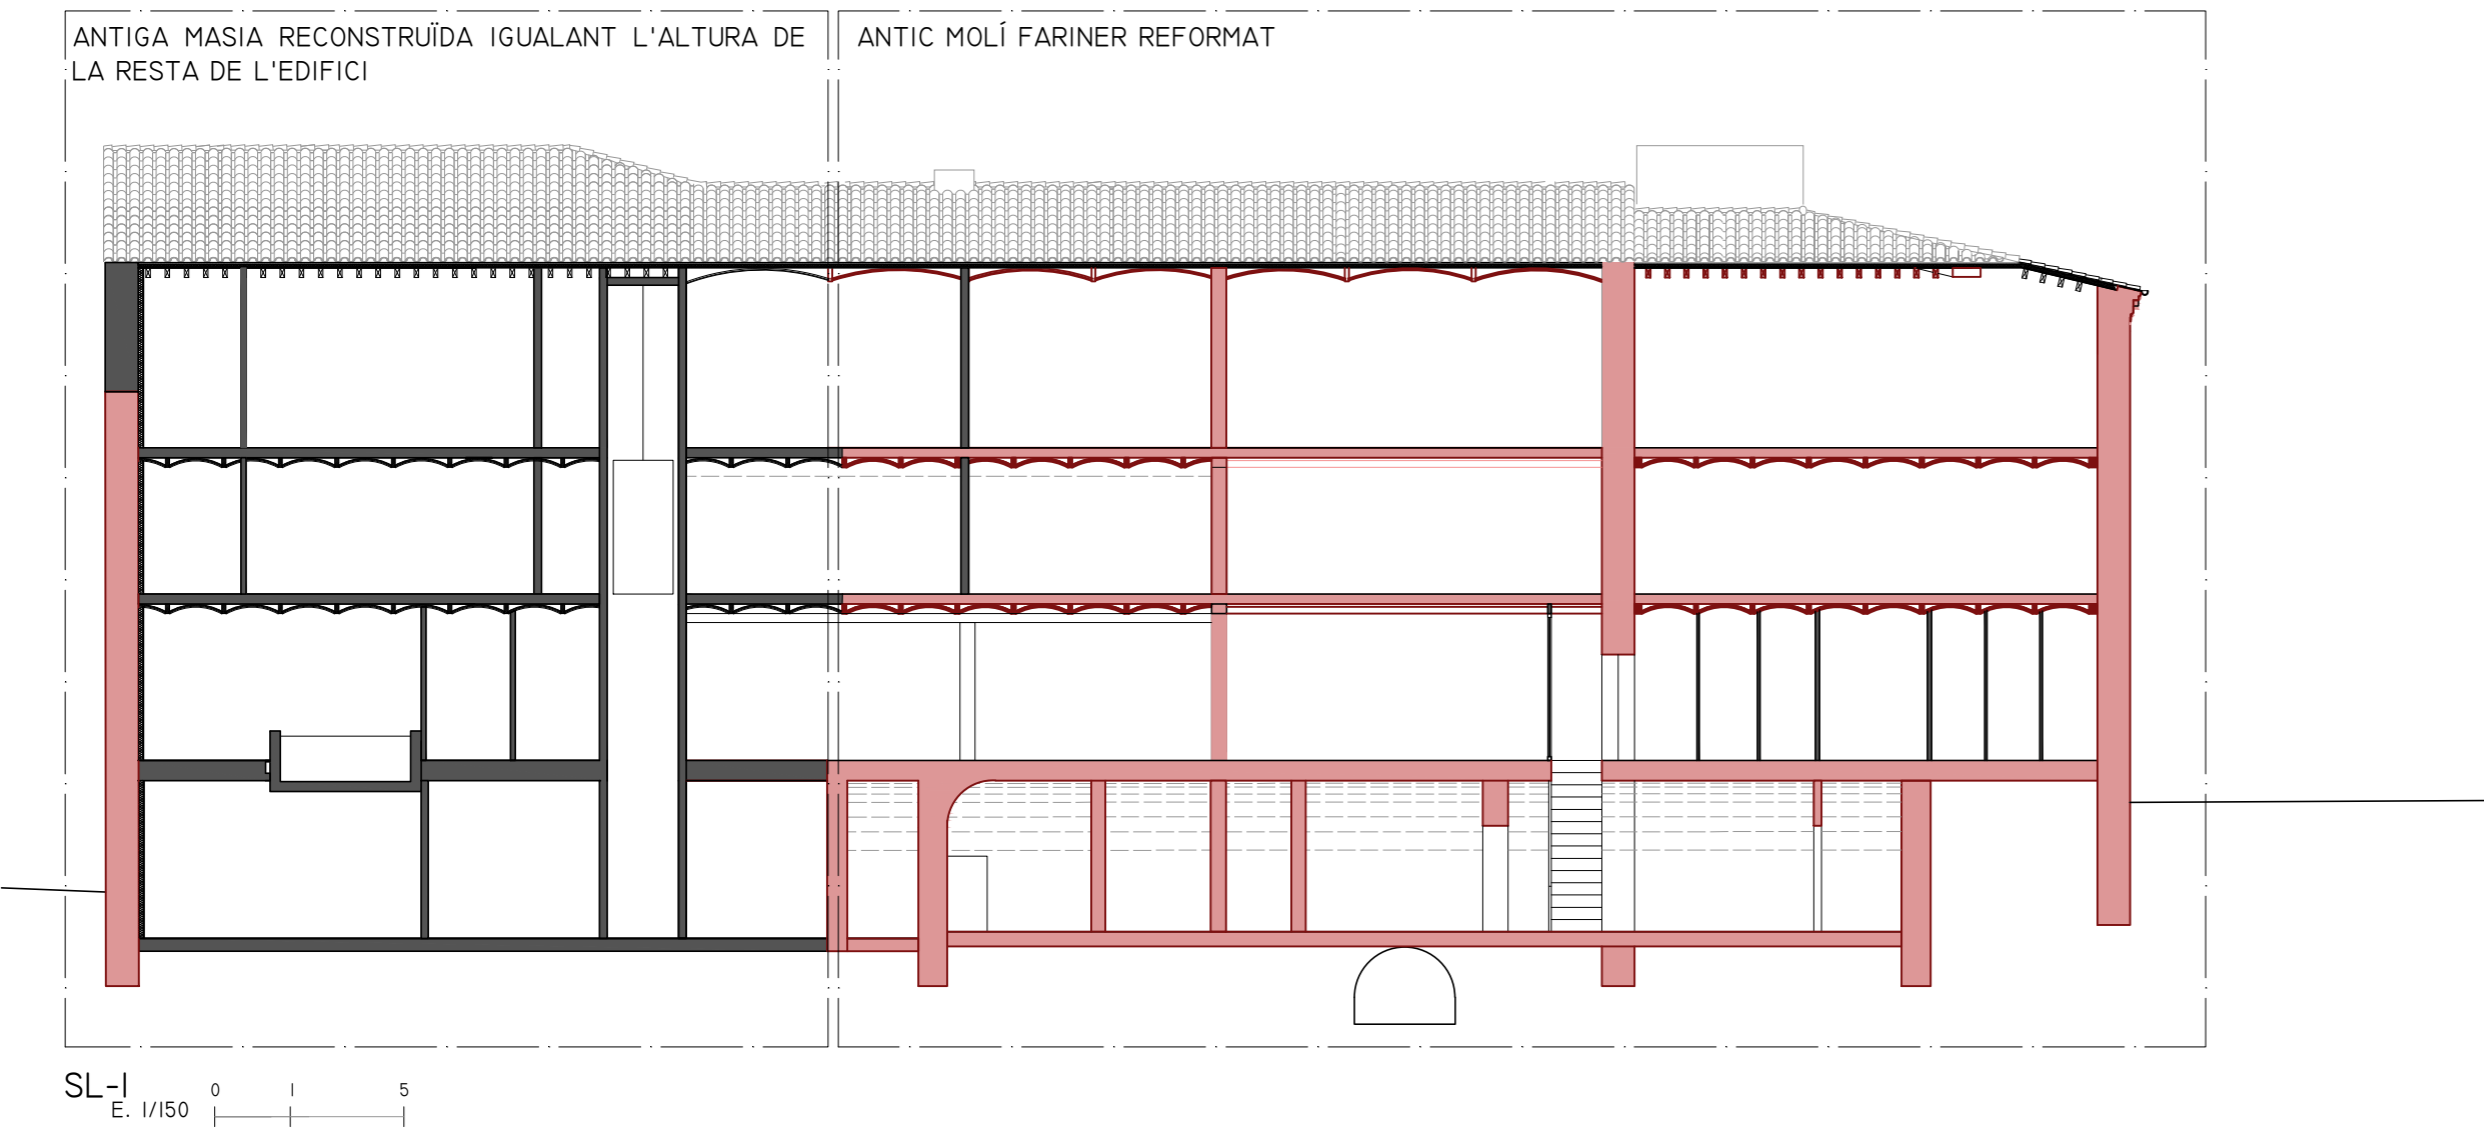 ANTIGA MASIA RECONSTRUÏDA IGUALANT L'ALTURA DE
LA RESTA DE L'EDIFICI
ANTIC MOLÍ FARINER REFORMAT
SL-1
0 1 5
E. 1/150